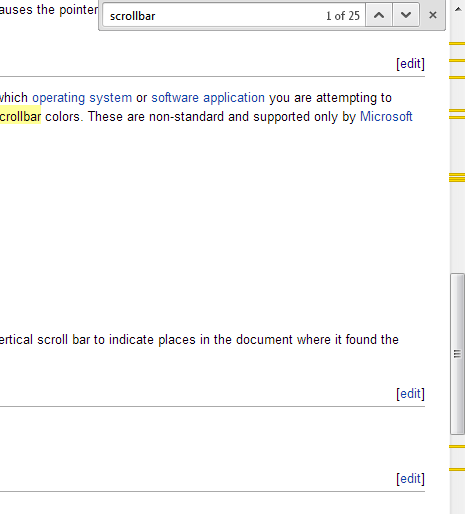 auses the pointer
scrollbar 1 of 25
[edit]
which operating system or software application you are attempting to
crollbar colors. These are non-standard and supported only by Microsoft
ertical scroll bar to indicate places in the document where it found the
[edit]
[edit]